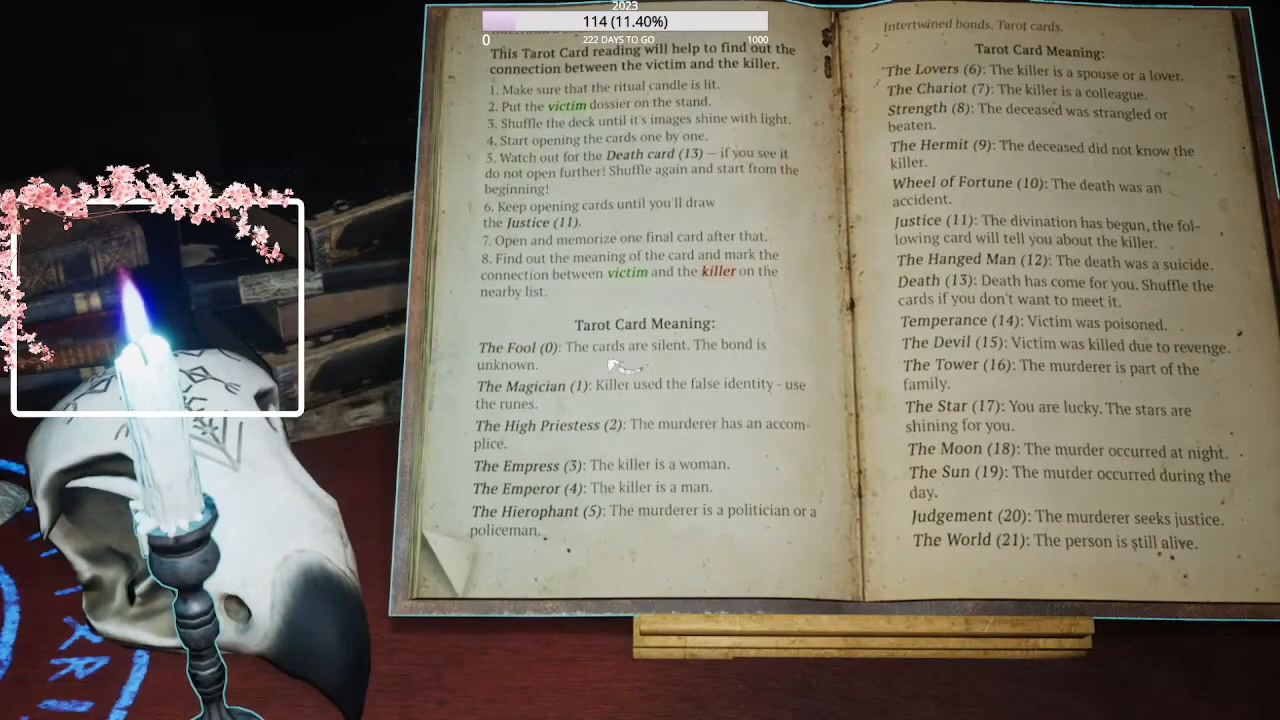 2023
114 (11.40%)
0
222 DAYS TO GO
1000
This Tarot Card reading will help to find out the
connection between the victim and the killer.
1. Make sure that the ritual candle is lit.
2. Put the victim dossier on the stand.
3. Shuffle the deck until it's images shine with light.
4. Start opening the cards one by one.
5. Watch out for the Death card (13) – if you see it
do not open further! Shuffle again and start from the
beginning!
6. Keep opening cards until you'll draw
the Justice (11).
7. Open and memorize one final card after that.
8. Find out the meaning of the card and mark the
connection between victim and the killer on the
nearby list.
Tarot Card Meaning:
The Fool (0): The cards are silent. The bond is
unknown.
The Magician (1): Killer used the false identity - use
the runes.
The High Priestess (2): The murderer has an accom-
plice.
The Empress (3): The killer is a woman.
The Emperor (4): The killer is a man.
The Hierophant (5): The murderer is a politician or a
policeman.
Intertwined bonds. Tarot cards.
Tarot Card Meaning:
The Lovers (6): The killer is a spouse or a lover.
The Chariot (7): The killer is a colleague.
Strength (8): The deceased was strangled or
beaten.
The Hermit (9): The deceased did not know the
killer.
Wheel of Fortune (10): The death was an
accident.
Justice (11): The divination has begun, the fol-
lowing card will tell you about the killer.
The Hanged Man (12): The death was a suicide.
Death (13): Death has come for you. Shuffle the
cards if you don't want to meet it.
Temperance (14): Victim was poisoned.
The Devil (15): Victim was killed due to revenge.
The Tower (16): The murderer is part of the
family.
The Star (17): You are lucky. The stars are
shining for you.
The Moon (18): The murder occurred at night.
The Sun (19): The murder occurred during the
day.
Judgement (20): The murderer seeks justice.
The World (21): The person is still alive.